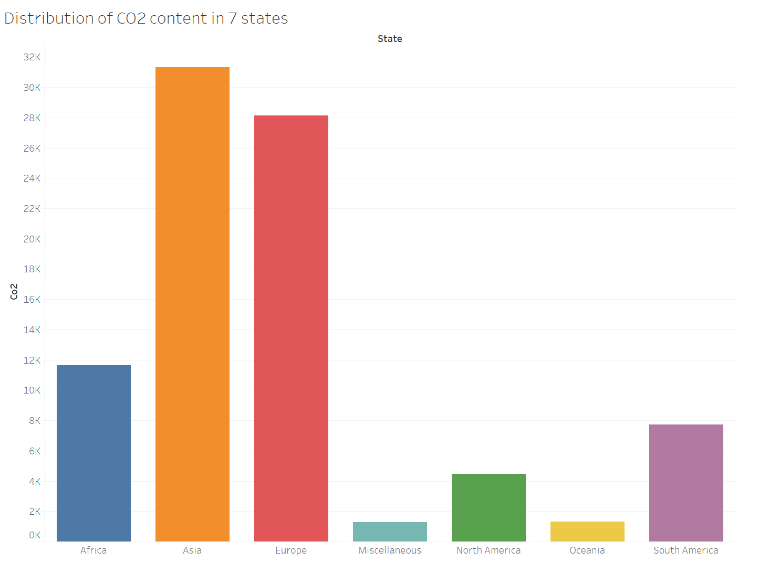 Distribution of CO2 content in 7 states
State
32K
30K
28K
26K
24K
22K
20K
18K
16K
14K
12K
10K
8K
6K
4K
2K
0K
Co2
Africa Asia Europe Miscellaneous North America Oceania South America